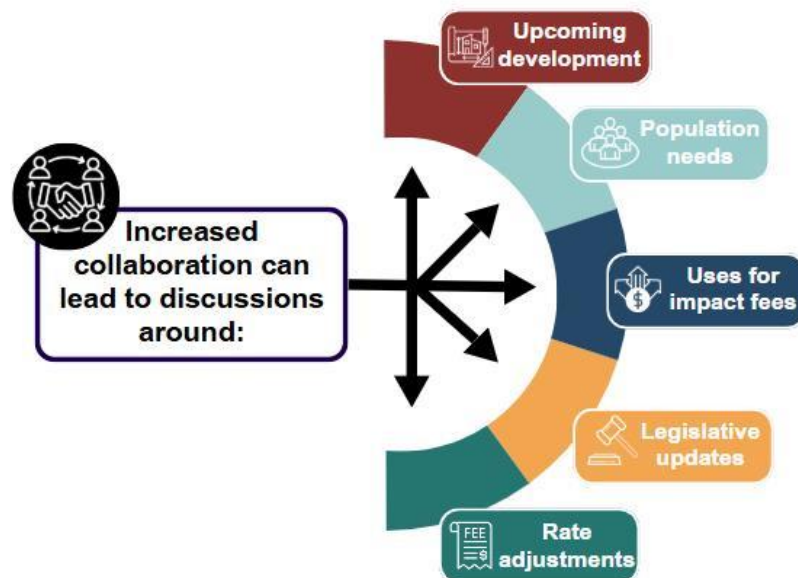 Increased
collaboration can
lead to discussions
around:
Upcoming
development
Population
needs
$
Uses for
impact fees
Legislative
updates
FEE
$
Rate
adjustments